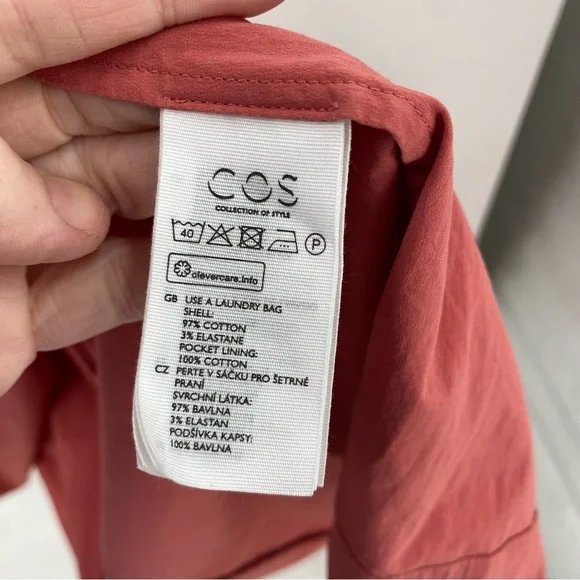 COS
COLLECTION OF STYLE
40 P
clevercare.info
GB USE A LAUNDRY BAG
SHELL:
97% COTTON
3% ELASTANE
POCKET LINING:
100% COTTON
CZ PERTE V SÁČKU PRO ŠETRNÉ
PRANÍ
SVRCHNÍ LÁTKA:
97% BAVLNA
3% ELASTAN
PODŠÍVKA KAPSY:
100% BAVLNA